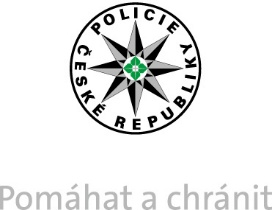 POLICIE ČESKÉ REPUBLIKY
Pomáhat a chránit